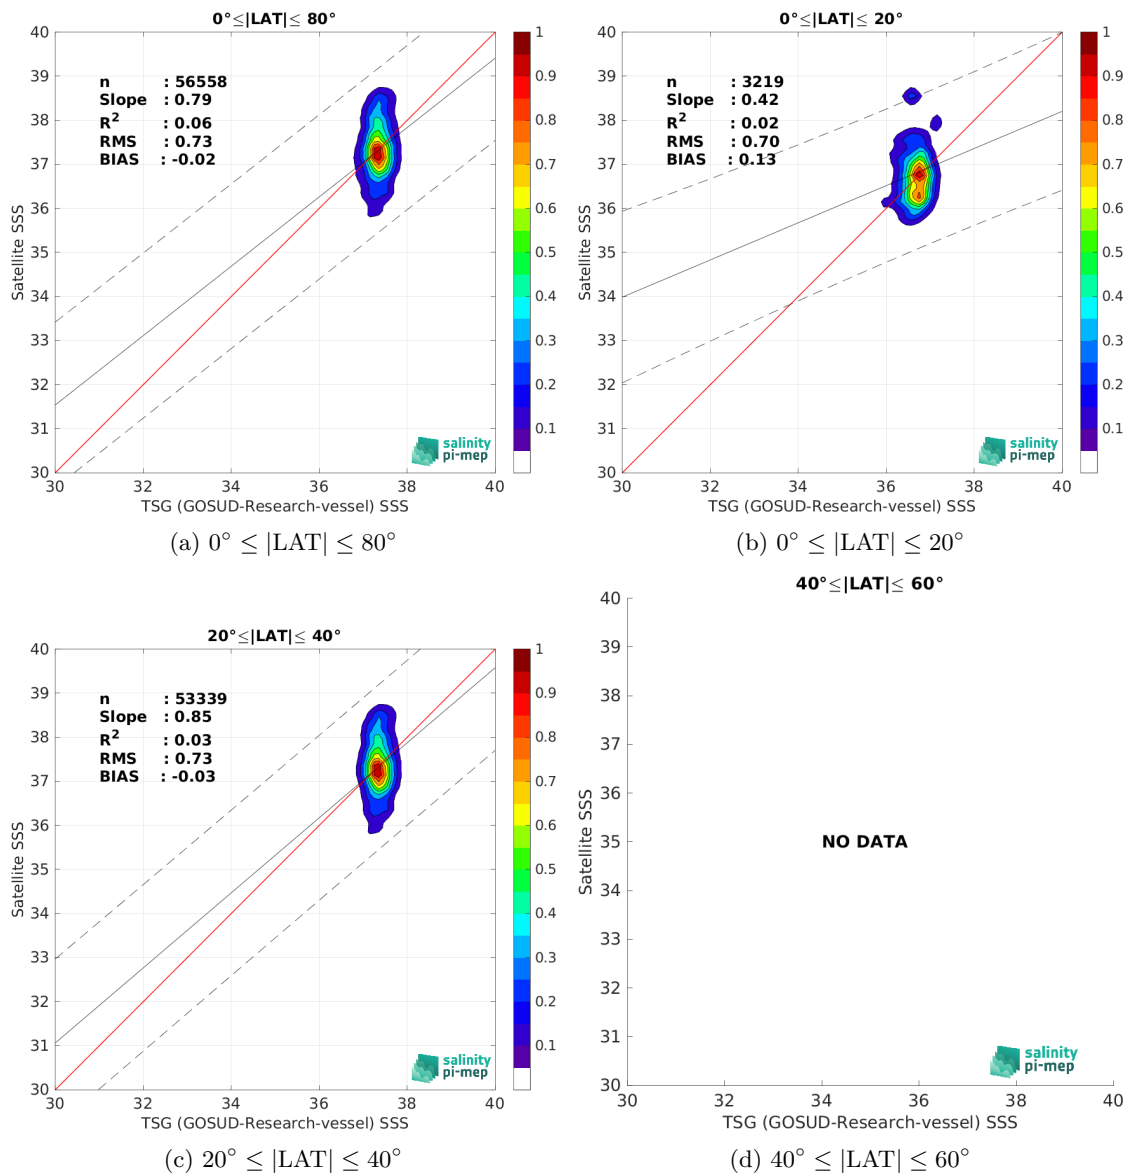 0°≤|LAT|≤ 80°
40
39
38
37
36
35
34
33
32
31
30
Satellite SSS
n : 56558
Slope : 0.79
R² : 0.06
RMS : 0.73
BIAS : -0.02
salinity
pi-mep
30 32 34 36 38 40
TSG (GOSUD-Research-vessel) SSS
1
0.9
0.8
0.7
0.6
0.5
0.4
0.3
0.2
0.1
(a) 0° ≤ |LAT| ≤ 80°
0°≤|LAT|≤ 20°
40
39
38
37
36
35
34
33
32
31
30
Satellite SSS
n : 3219
Slope : 0.42
R² : 0.02
RMS : 0.70
BIAS : 0.13
salinity
pi-mep
30 32 34 36 38 40
TSG (GOSUD-Research-vessel) SSS
1
0.9
0.8
0.7
0.6
0.5
0.4
0.3
0.2
0.1
(b) 0° ≤ |LAT| ≤ 20°
20°≤|LAT|≤ 40°
40
39
38
37
36
35
34
33
32
31
30
Satellite SSS
n : 53339
Slope : 0.85
R² : 0.03
RMS : 0.73
BIAS : -0.03
salinity
pi-mep
30 32 34 36 38 40
TSG (GOSUD-Research-vessel) SSS
1
0.9
0.8
0.7
0.6
0.5
0.4
0.3
0.2
0.1
(c) 20° ≤ |LAT| ≤ 40°
40°≤|LAT|≤ 60°
40
39
38
37
36
35
34
33
32
31
30
Satellite SSS
NO DATA
salinity
pi-mep
30 32 34 36 38 40
TSG (GOSUD-Research-vessel) SSS
(d) 40° ≤ |LAT| ≤ 60°